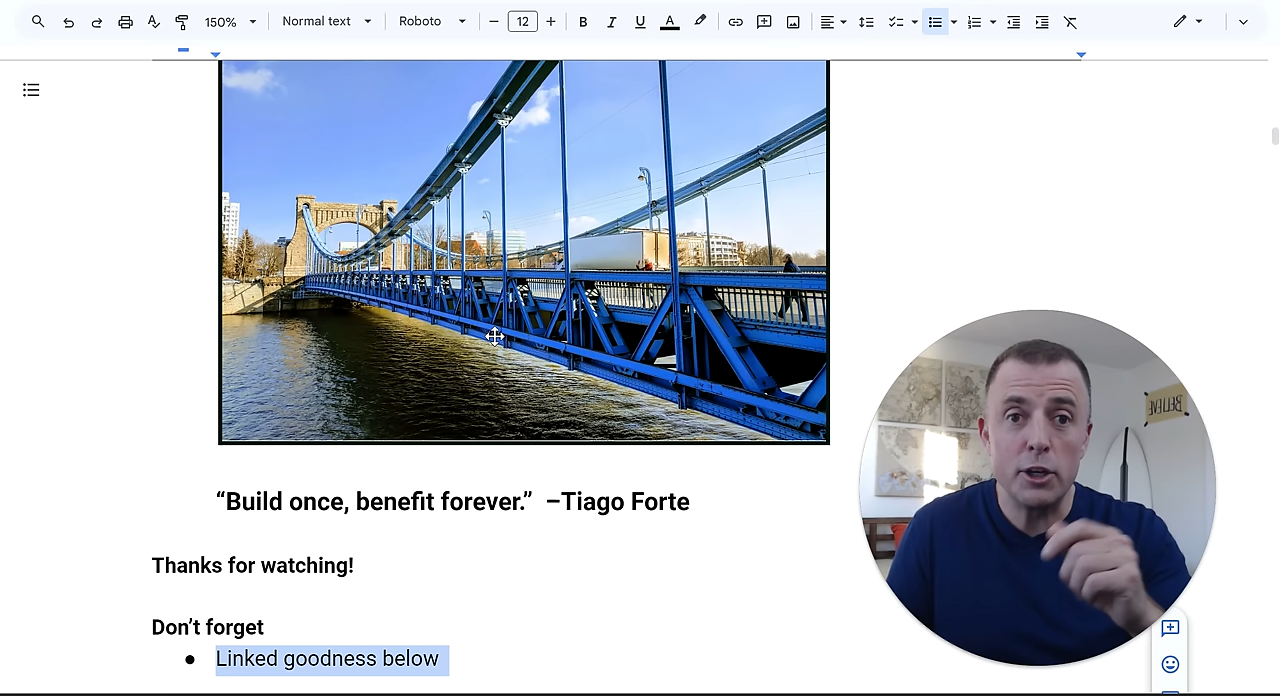 150%
Normal text
Roboto
12
B
I
U
A
BELIEVE
“Build once, benefit forever.”  –Tiago Forte
Thanks for watching!
Don’t forget
● Linked goodness below